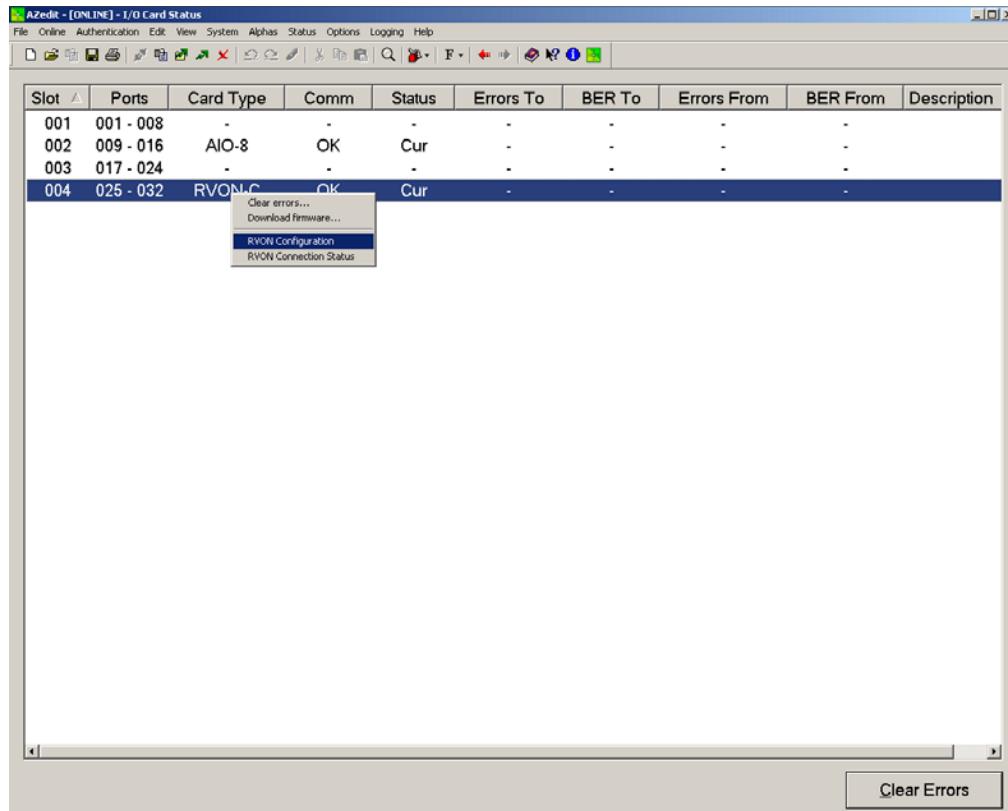 AZedit - [ONLINE] - I/O Card Status
File Online Authentication Edit View System Alphas Status Options Logging Help
Slot Ports Card Type Comm Status Errors To BER To Errors From BER From Description
001 001 - 008 - - - - - - -
002 009 - 016 AIO-8 OK Cur - - - -
003 017 - 024 - - - - - - -
004 025 - 032 RVON-C OK Cur - - - -
Clear errors...
Download firmware...
RVON Configuration
RVON Connection Status
Clear Errors